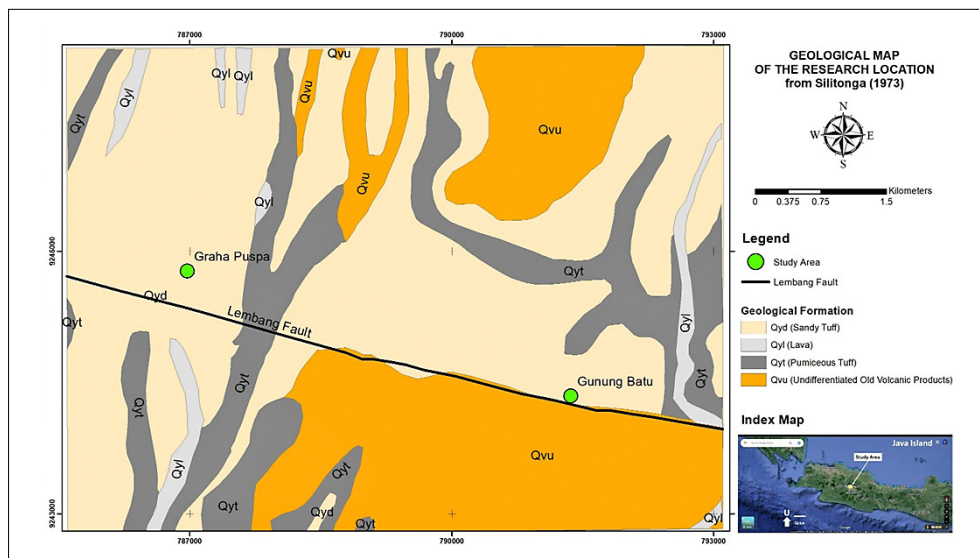 787000
790000
793000
Qvu
Qyl
Qyl
Qyl
Qvu
Qyt
Qvu
Qvu
Qyl
9246000
Graha Puspa
Qyt
Qyd
Lembang Fault
Qyt
Qyl
Qyt
Gunung Batu
Qyt
Qyt
Qyl
Qvu
Qyt
Qyt
Qyd
Qyt
Qyl
9243000
787000
790000
793000
GEOLOGICAL MAP
OF THE RESEARCH LOCATION
from Silitonga (1973)
N
W
E
S
Kilometers
0 0.375 0.75 1.5
Legend
Study Area
Lembang Fault
Geological Formation
Qyd (Sandy Tuff)
Qyl (Lava)
Qyt (Pumiceous Tuff)
Qvu (Undifferentiated Old Volcanic Products)
Index Map
Java Island
Study Area
U